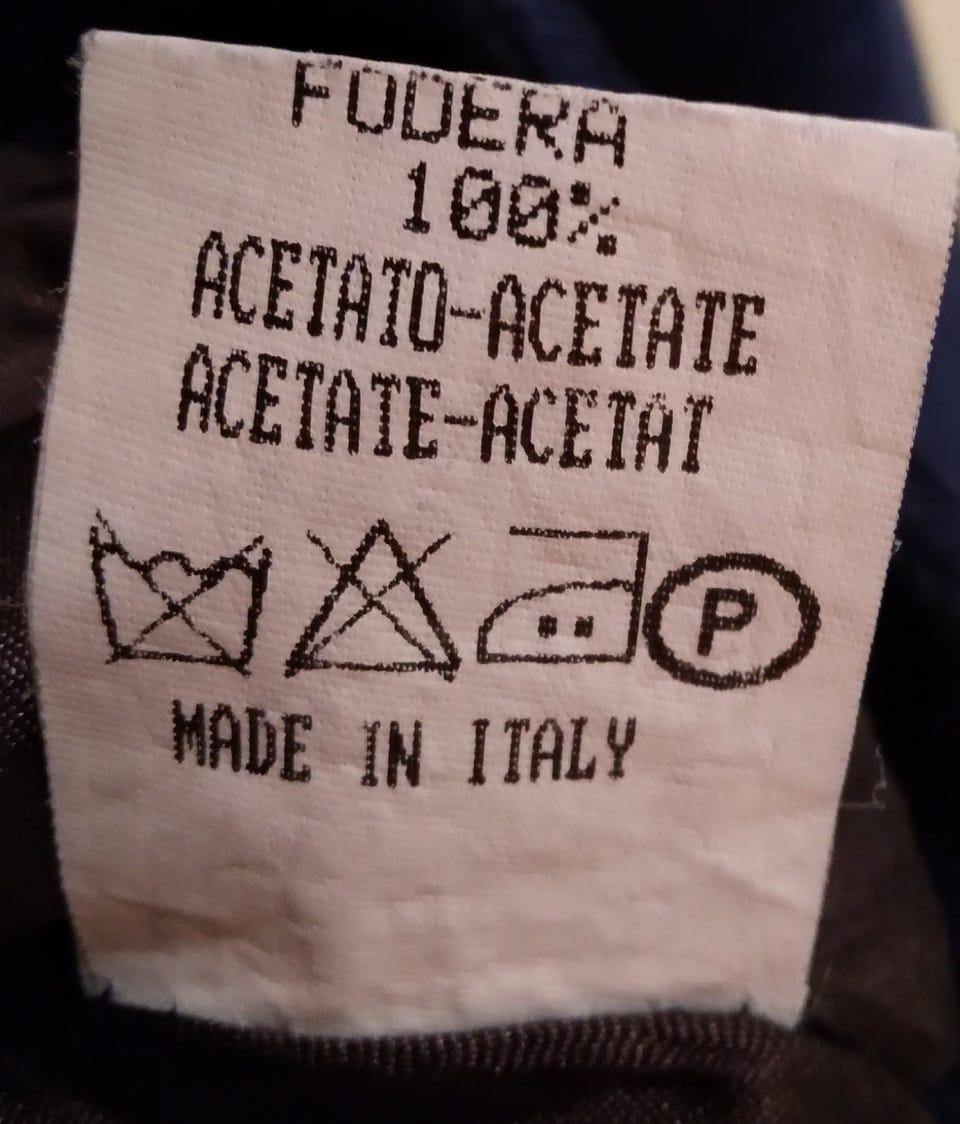 FODERA
100%
ACETATO-ACETATE
ACETATE-ACETAT
P
MADE IN ITALY